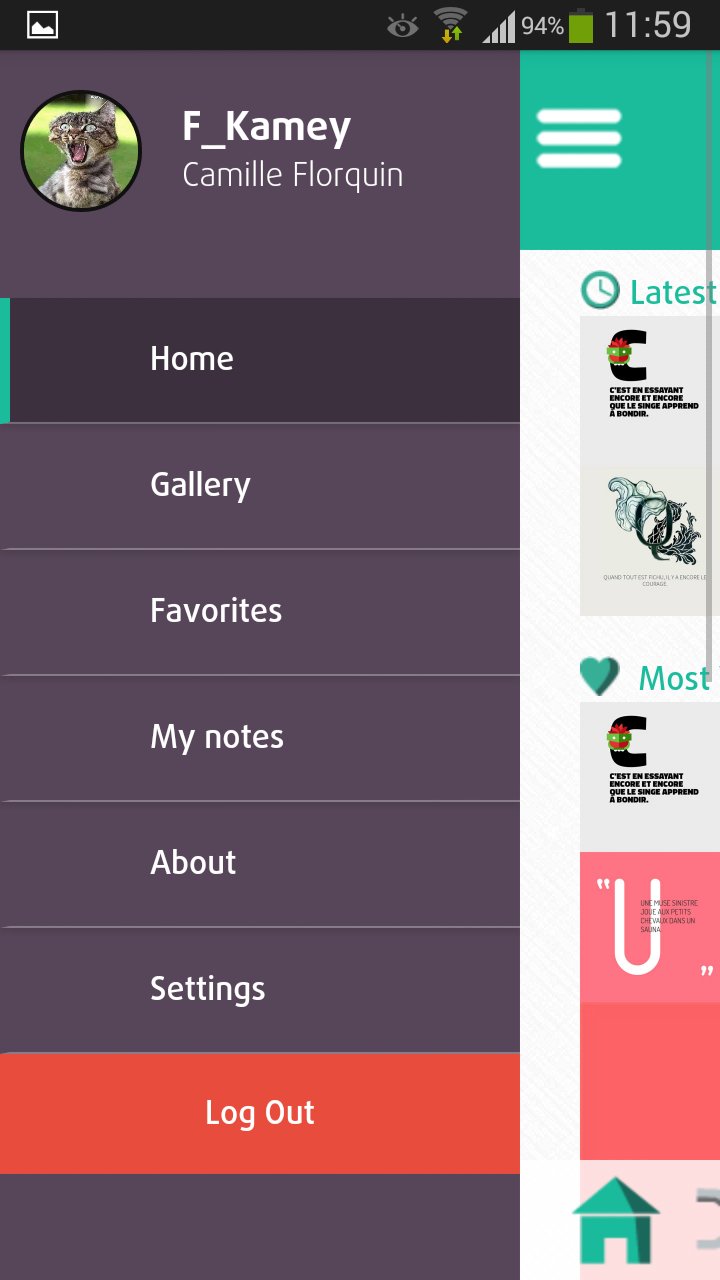 94%
11:59
F_Kamey
Camille Florquin
Home
Gallery
Favorites
My notes
About
Settings
Log Out
Latest
C
C'EST EN ESSAYANT
ENCORE ET ENCORE
QUE LE SINGE APPREND
À BONDIR.
Q
QUAND TOUT EST FICHU, IL Y A ENCORE LE
COURAGE
Most
C
C'EST EN ESSAYANT
ENCORE ET ENCORE
QUE LE SINGE APPREND
À BONDIR.
“
U
UNE MUSE SINISTRE
JOUE AUX PETITS
CHEVAUX DANS UN
SAUNA.
”